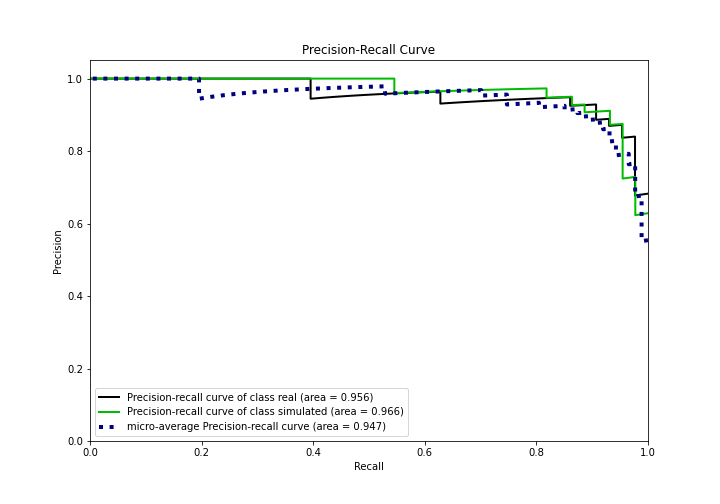 Precision-Recall Curve
1.0
0.8
0.6
0.4
0.2
0.0
Precision
Precision-recall curve of class real (area = 0.956)
Precision-recall curve of class simulated (area = 0.966)
micro-average Precision-recall curve (area = 0.947)
0.0 0.2 0.4 0.6 0.8 1.0
Recall